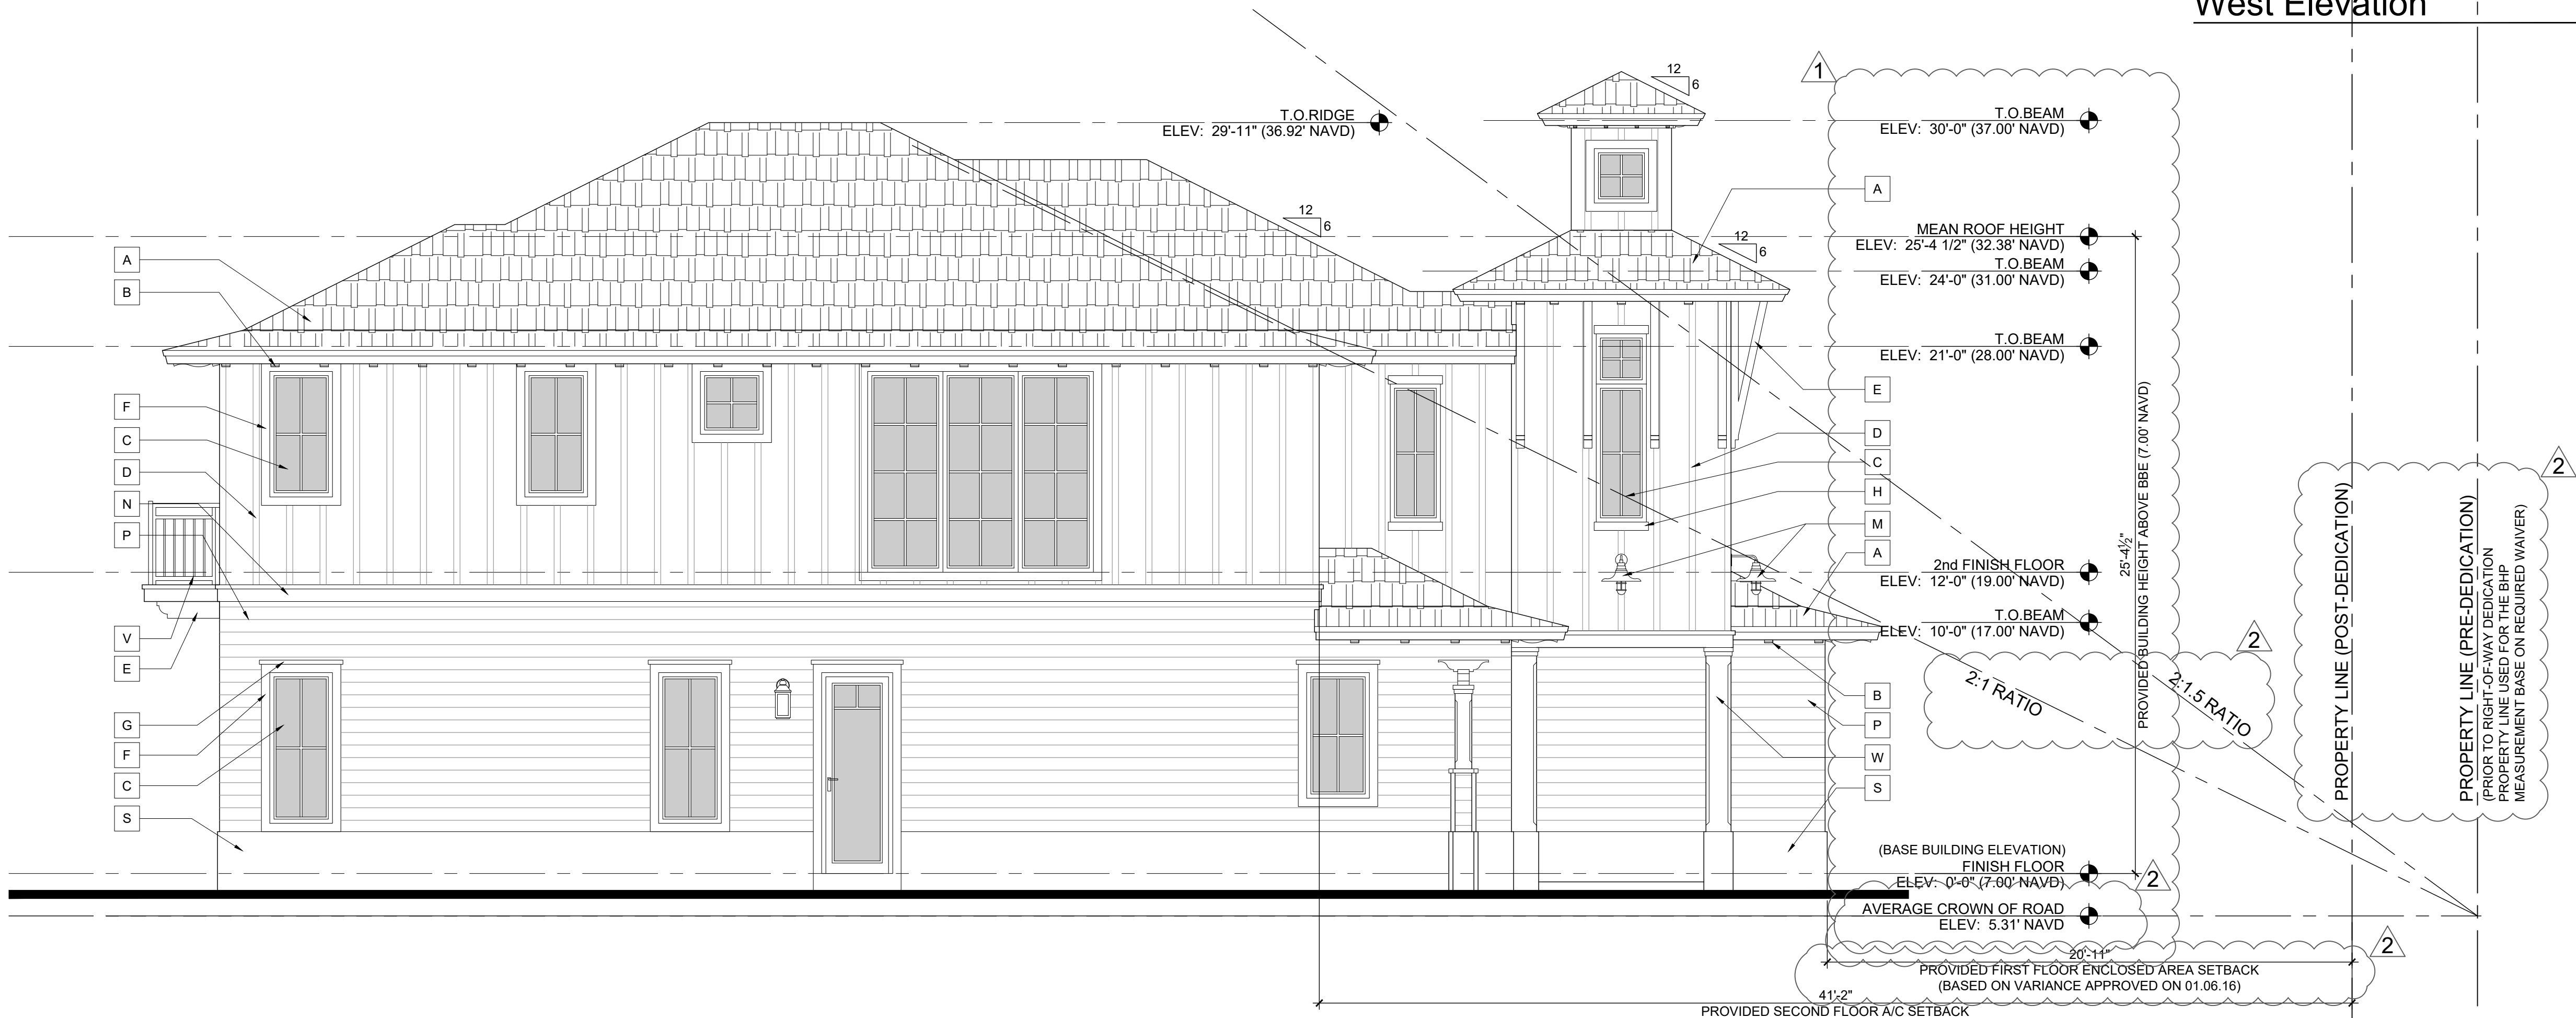 West Elevation
1
12
6
T.O.RIDGE
ELEV: 29'-11" (36.92' NAVD)
T.O.BEAM
ELEV: 30'-0" (37.00' NAVD)
A
12
6
12
6
MEAN ROOF HEIGHT
ELEV: 25'-4 1/2" (32.38' NAVD)
T.O.BEAM
ELEV: 24'-0" (31.00' NAVD)
T.O.BEAM
ELEV: 21'-0" (28.00' NAVD)
A
B
F
C
D
N
P
V
E
G
F
C
S
E
D
C
H
M
A
B
P
W
S
2nd FINISH FLOOR
ELEV: 12'-0" (19.00' NAVD)
T.O.BEAM
ELEV: 10'-0" (17.00' NAVD)
25'-4½"
PROVIDED BUILDING HEIGHT ABOVE BBE (7.00' NAVD)
2
2:1 RATIO
2:1.5 RATIO
2
PROPERTY LINE (POST-DEDICATION)
PROPERTY LINE (PRE-DEDICATION)
(PRIOR TO RIGHT-OF-WAY DEDICATION
PROPERTY LINE USED FOR THE BHP
MEASUREMENT BASE ON REQUIRED WAIVER)
(BASE BUILDING ELEVATION)
FINISH FLOOR
ELEV: 0'-0" (7.00' NAVD)
2
AVERAGE CROWN OF ROAD
ELEV: 5.31' NAVD
2
20'-11"
PROVIDED FIRST FLOOR ENCLOSED AREA SETBACK
(BASED ON VARIANCE APPROVED ON 01.06.16)
41'-2"
PROVIDED SECOND FLOOR A/C SETBACK